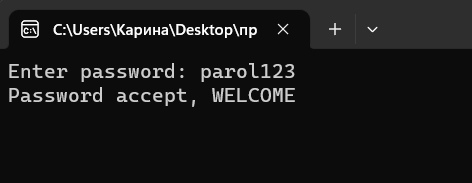 C:\Users\Карина\Desktop\пр
Enter password: parol123
Password accept, WELCOME